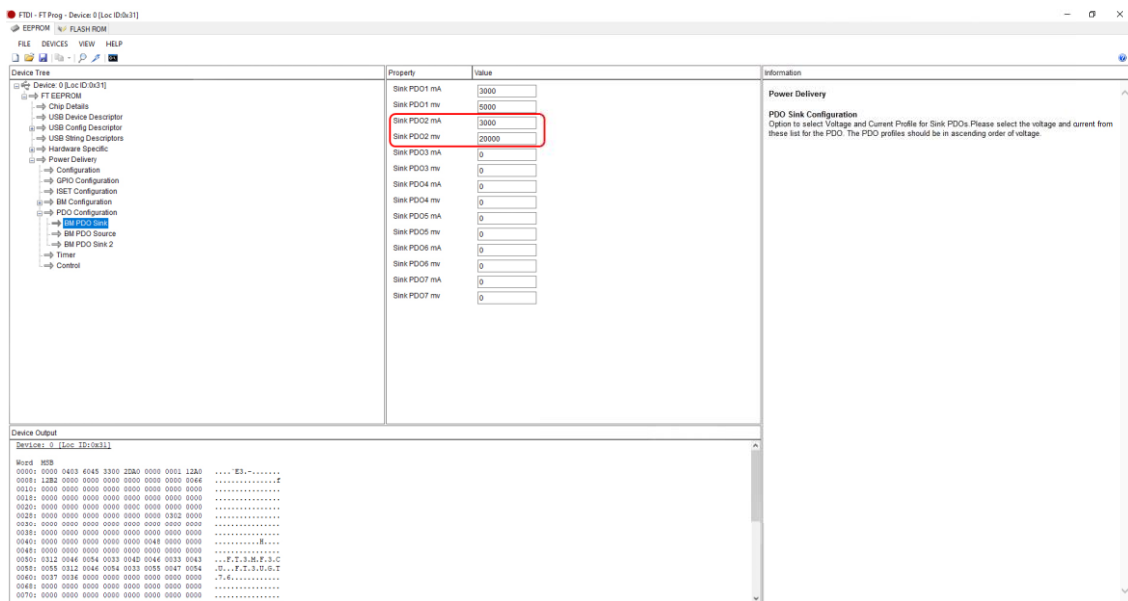 FTDI - FT Prog - Device: 0 [Loc ID:0x31]
EEPROM FLASH ROM
FILE DEVICES VIEW HELP
Device Tree
Device: 0 [Loc ID:0x31]
FT EEPROM
Chip Details
USB Device Descriptor
USB Config Descriptor
USB String Descriptors
Hardware Specific
Power Delivery
Configuration
GPIO Configuration
ISET Configuration
BM Configuration
PDO Configuration
BM PDO Sink
BM PDO Source
BM PDO Sink 2
Timer
Control
Property Value
Sink PDO1 mA 3000
Sink PDO1 mv 5000
Sink PDO2 mA 3000
Sink PDO2 mv 20000
Sink PDO3 mA 0
Sink PDO3 mv 0
Sink PDO4 mA 0
Sink PDO4 mv 0
Sink PDO5 mA 0
Sink PDO5 mv 0
Sink PDO6 mA 0
Sink PDO6 mv 0
Sink PDO7 mA 0
Sink PDO7 mv 0
Information
Power Delivery
PDO Sink Configuration
Option to select Voltage and Current Profile for Sink PDOs.Please select the voltage and current from
these list for the PDO. The PDO profiles should be in ascending order of voltage.
Device Output
Device: 0 [Loc ID:0x31]
Word MSB
0000: 0000 0403 6045 3300 2DA0 0000 0001 12A0 ....`E3.-.......
0008: 12B2 0000 0000 0000 0000 0000 0000 0066 ...............f
0010: 0000 0000 0000 0000 0000 0000 0000 0000 ................
0018: 0000 0000 0000 0000 0000 0000 0000 0000 ................
0020: 0000 0000 0000 0000 0000 0000 0000 0000 ................
0028: 0000 0000 0000 0000 0000 0000 0302 0000 ................
0030: 0000 0000 0000 0000 0000 0000 0000 0000 ................
0038: 0000 0000 0000 0000 0000 0000 0000 0000 ................
0040: 0000 0000 0000 0000 0000 0048 0000 0000 ...........H....
0048: 0000 0000 0000 0000 0000 0000 0000 0000 ................
0050: 0312 0046 0054 0033 004D 0046 0033 0043 ...F.T.3.M.F.3.C
0058: 0055 0312 0046 0054 0033 0055 0047 0054 .U...F.T.3.U.G.T
0060: 0037 0036 0000 0000 0000 0000 0000 0000 .7.6............
0068: 0000 0000 0000 0000 0000 0000 0000 0000 ................
0070: 0000 0000 0000 0000 0000 0000 0000 0000 ................